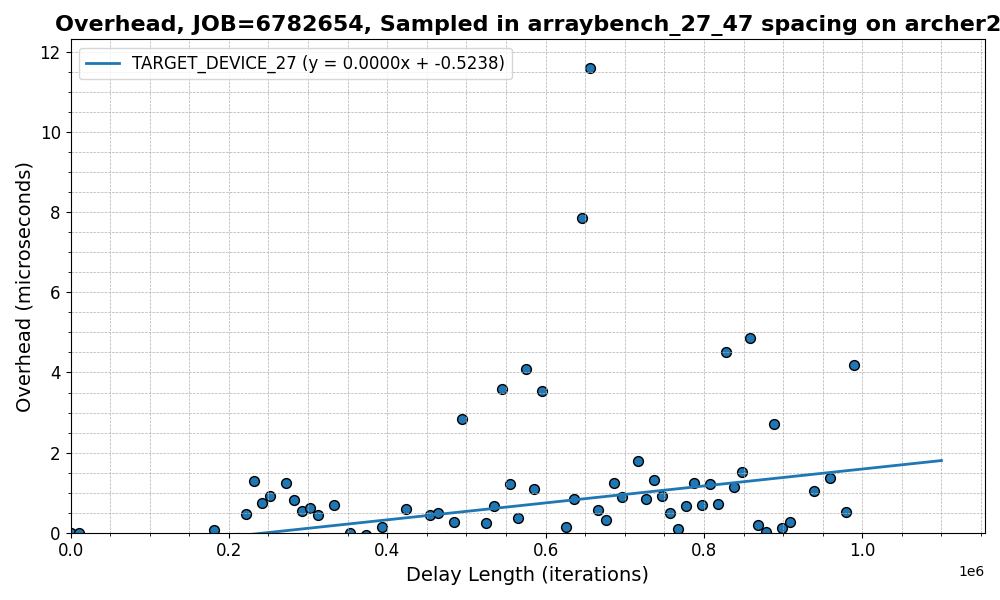 Overhead, JOB=6782654, Sampled in arraybench_27_47 spacing on archer2
TARGET_DEVICE_27 (y = 0.0000x + -0.5238)
Overhead (microseconds)
12
10
8
6
4
2
0
0.0 0.2 0.4 0.6 0.8 1.0
1e6
Delay Length (iterations)